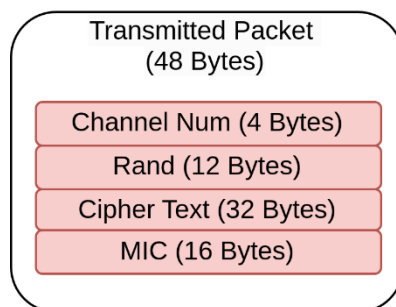 Transmitted Packet
(48 Bytes)
Channel Num (4 Bytes)
Rand (12 Bytes)
Cipher Text (32 Bytes)
MIC (16 Bytes)